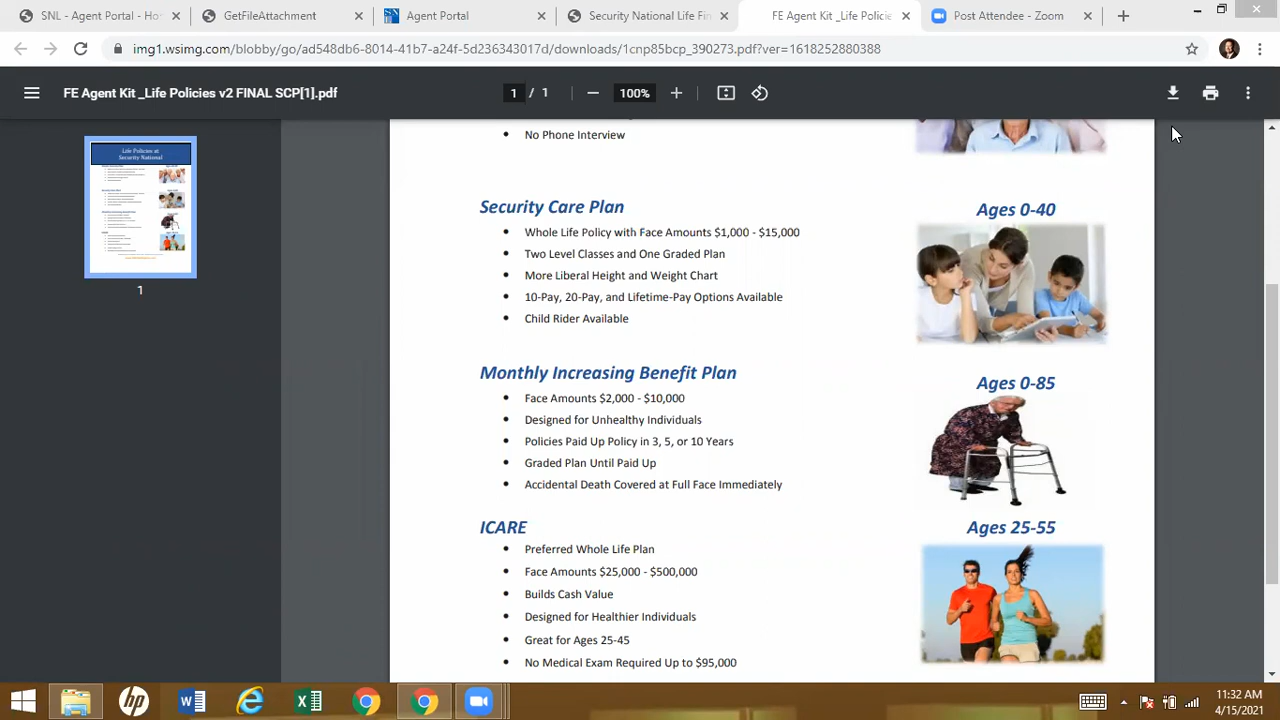 SNL - Agent Portal - Ho
GetFileAttachment
Agent Portal
Security National Life Fin
FE Agent Kit _Life Policies
Post Attendee - Zoom
img1.wsimg.com/blobby/go/ad548db6-8014-41b7-a24f-5d236343017d/downloads/1cnp85bcp_390273.pdf?ver=1618252880388
FE Agent Kit _Life Policies v2 FINAL SCP[1].pdf
1 / 1
100%
Life Policies at
Security National
1
• No Phone Interview
Security Care Plan
Ages 0-40
• Whole Life Policy with Face Amounts $1,000 - $15,000
• Two Level Classes and One Graded Plan
• More Liberal Height and Weight Chart
• 10-Pay, 20-Pay, and Lifetime-Pay Options Available
• Child Rider Available
Monthly Increasing Benefit Plan
Ages 0-85
• Face Amounts $2,000 - $10,000
• Designed for Unhealthy Individuals
• Policies Paid Up Policy in 3, 5, or 10 Years
• Graded Plan Until Paid Up
• Accidental Death Covered at Full Face Immediately
ICARE
Ages 25-55
• Preferred Whole Life Plan
• Face Amounts $25,000 - $500,000
• Builds Cash Value
• Designed for Healthier Individuals
• Great for Ages 25-45
• No Medical Exam Required Up to $95,000
11:32 AM
4/15/2021